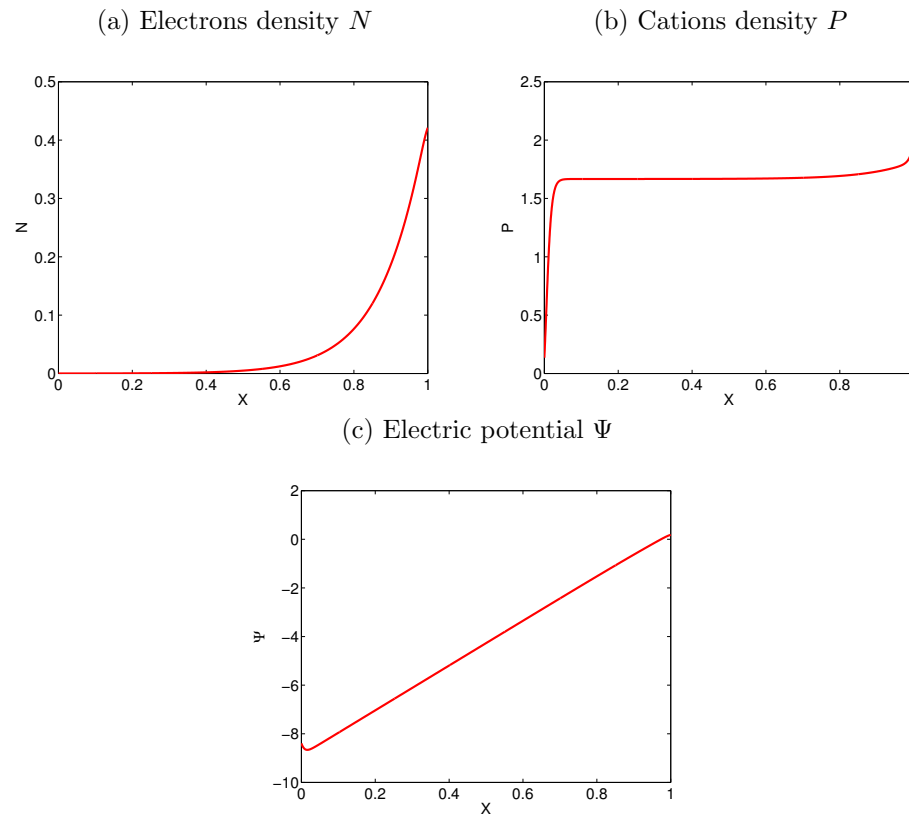 (a) Electrons density N
(b) Cations density P
0.5
0.4
0.3
0.2
0.1
0
N
0 0.2 0.4 0.6 0.8 1
X
2.5
2
1.5
1
0.5
0
P
0 0.2 0.4 0.6 0.8
X
(c) Electric potential Ψ
2
0
−2
−4
−6
−8
−10
Ψ
0 0.2 0.4 0.6 0.8 1
X